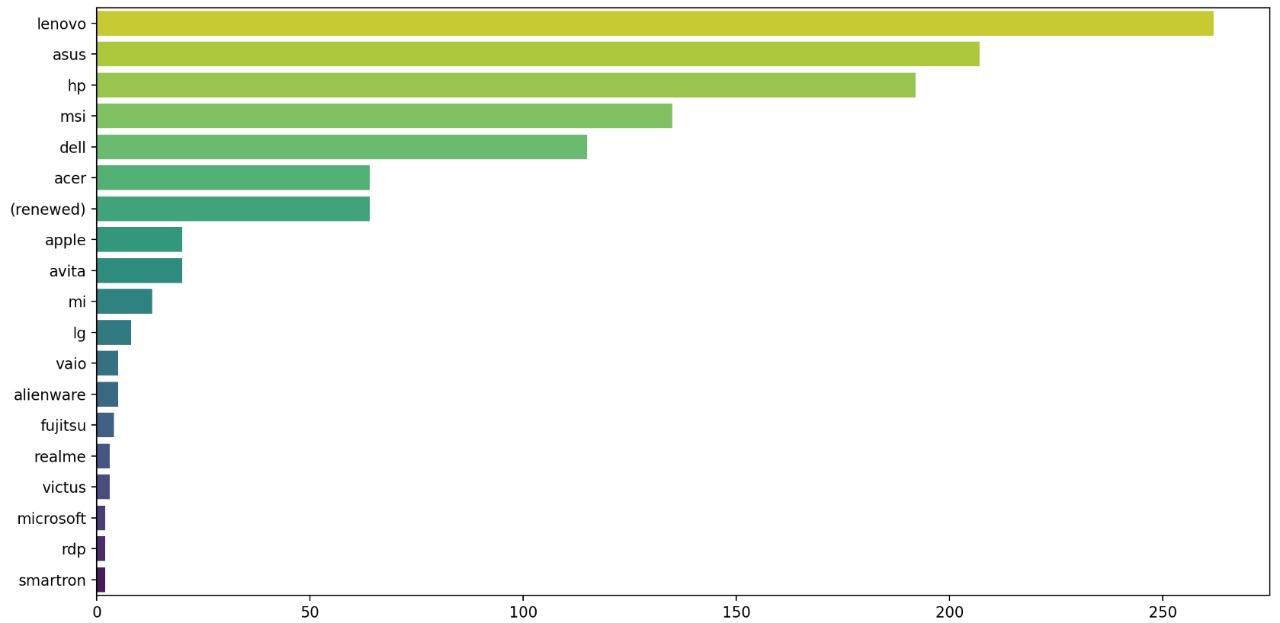 lenovo
asus
hp
msi
dell
acer
(renewed)
apple
avita
mi
lg
vaio
alienware
fujitsu
realme
victus
microsoft
rdp
smartron
0 50 100 150 200 250